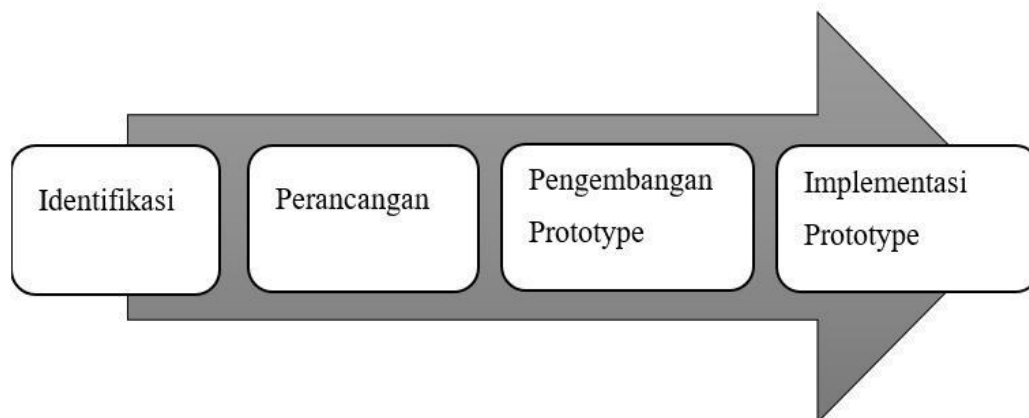 Identifikasi
Perancangan
Pengembangan
Prototype
Implementasi
Prototype